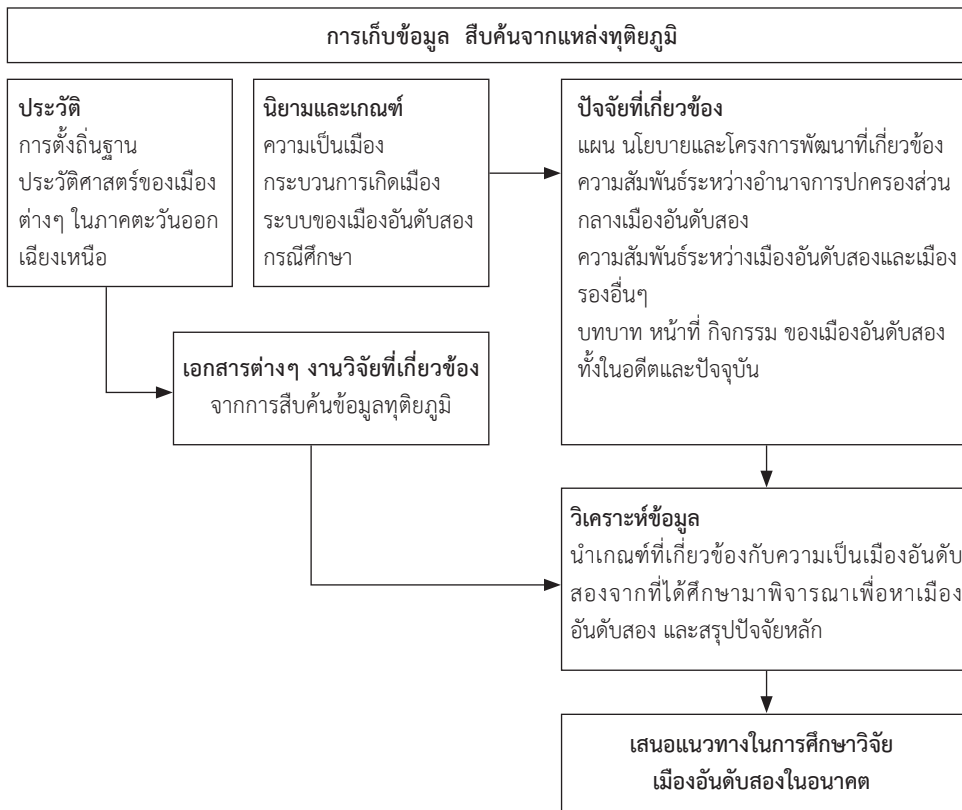 การเก็บข้อมูล สืบค้นจากแหล่งทุติยภูมิ
ประวัติ
การตั้งถิ่นฐาน
ประวัติศาสตร์ของเมือง
ต่างๆ ในภาคตะวันออก
เฉียงเหนือ
นิยามและเกณฑ์
ความเป็นเมือง
กระบวนการเกิดเมือง
ระบบของเมืองอันดับสอง
กรณีศึกษา
ปัจจัยที่เกี่ยวข้อง
แผน นโยบายและโครงการพัฒนาที่เกี่ยวข้อง
ความสัมพันธ์ระหว่างอำนาจการปกครองส่วน
กลางเมืองอันดับสอง
ความสัมพันธ์ระหว่างเมืองอันดับสองและเมือง
รองอื่นๆ
บทบาท หน้าที่ กิจกรรม ของเมืองอันดับสอง
ทั้งในอดีตและปัจจุบัน
เอกสารต่างๆ งานวิจัยที่เกี่ยวข้อง
จากการสืบค้นข้อมูลทุติยภูมิ
วิเคราะห์ข้อมูล
นำเกณฑ์ที่เกี่ยวข้องกับความเป็นเมืองอันดับ
สองจากที่ได้ศึกษามาพิจารณาเพื่อหาเมือง
อันดับสอง และสรุปปัจจัยหลัก
เสนอแนวทางในการศึกษาวิจัย
เมืองอันดับสองในอนาคต